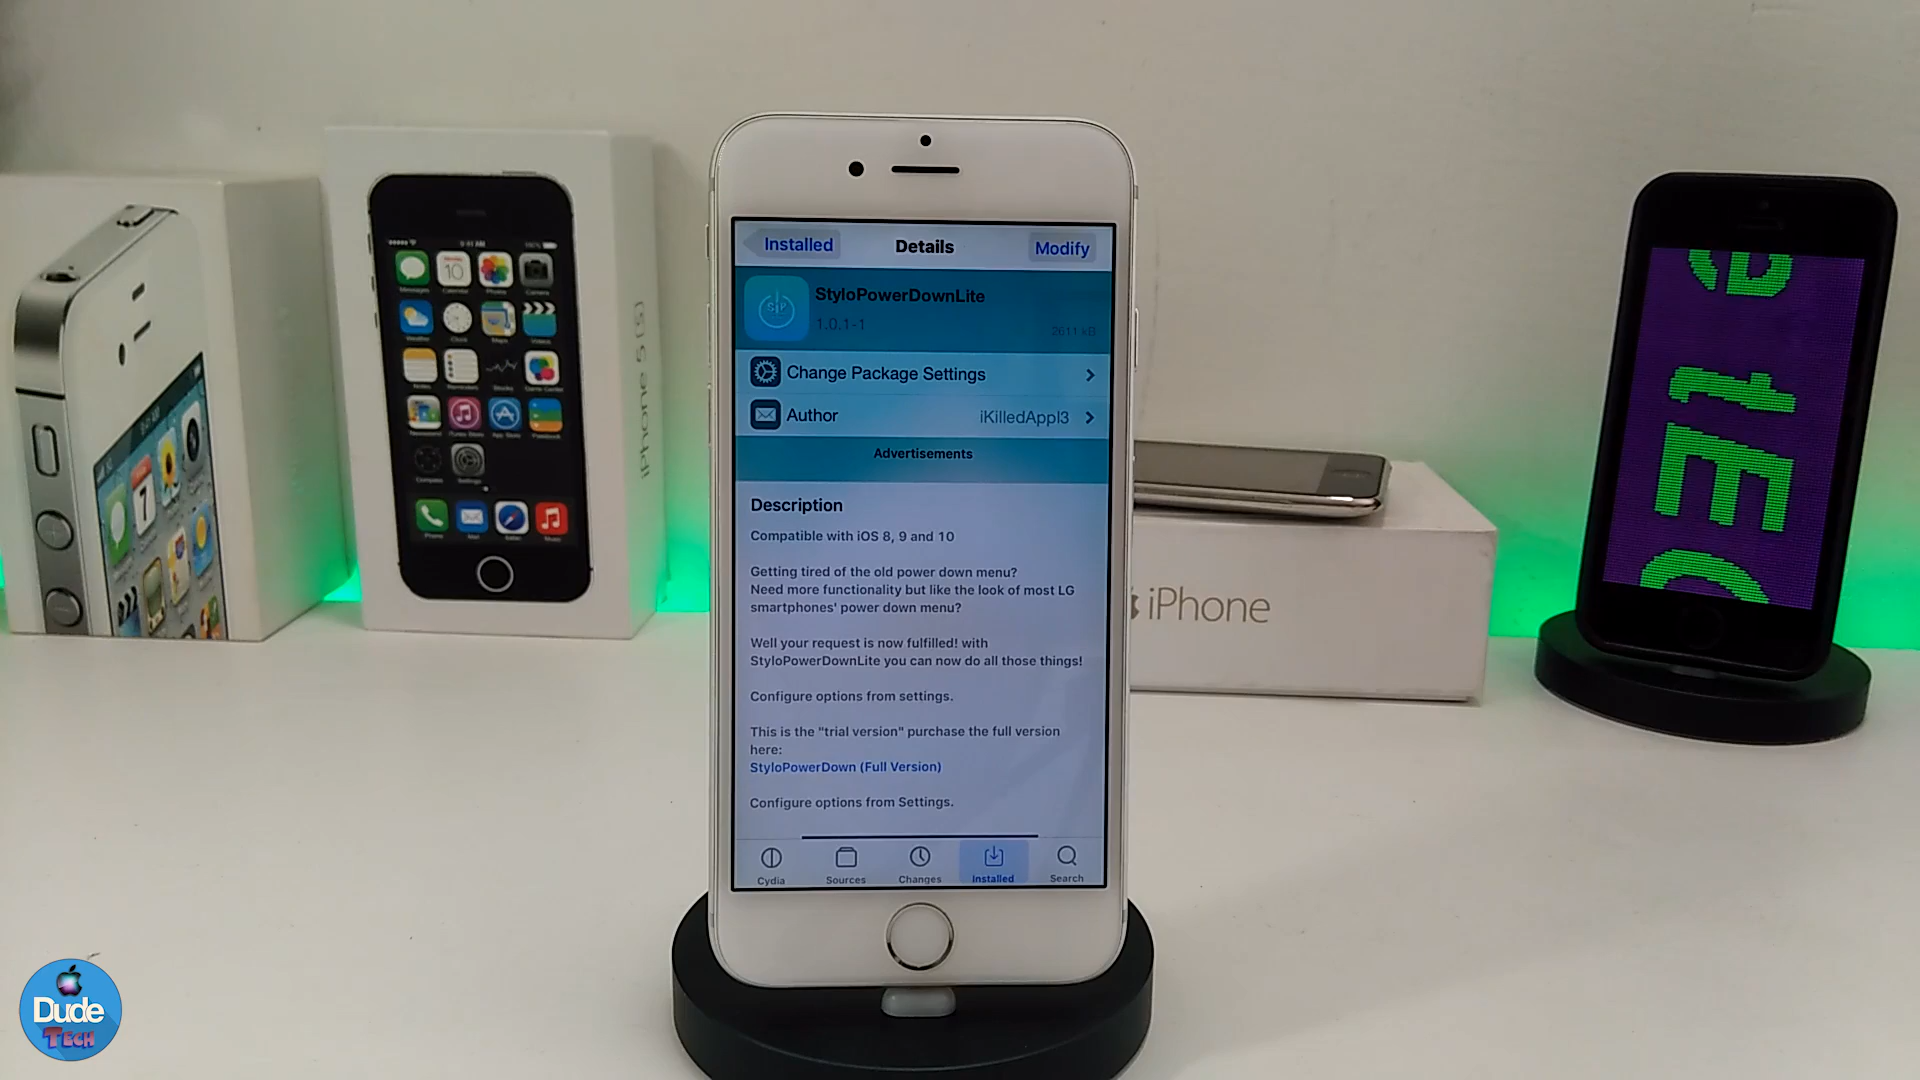 Installed
Details
Modify
StyloPowerDownLite
1.0.1-1
2611 kB
Change Package Settings
Author
iKilledAppl3
Advertisements
Description
Compatible with iOS 8, 9 and 10
Getting tired of the old power down menu?
Need more functionality but like the look of most LG
smartphones' power down menu?
Well your request is now fulfilled! with
StyloPowerDownLite you can now do all those things!
Configure options from settings.
This is the "trial version" purchase the full version
here:
StyloPowerDown (Full Version)
Configure options from Settings.
Cydia
Sources
Changes
Installed
Search
iPhone 5 [S]
iPhone
Dude
TECH